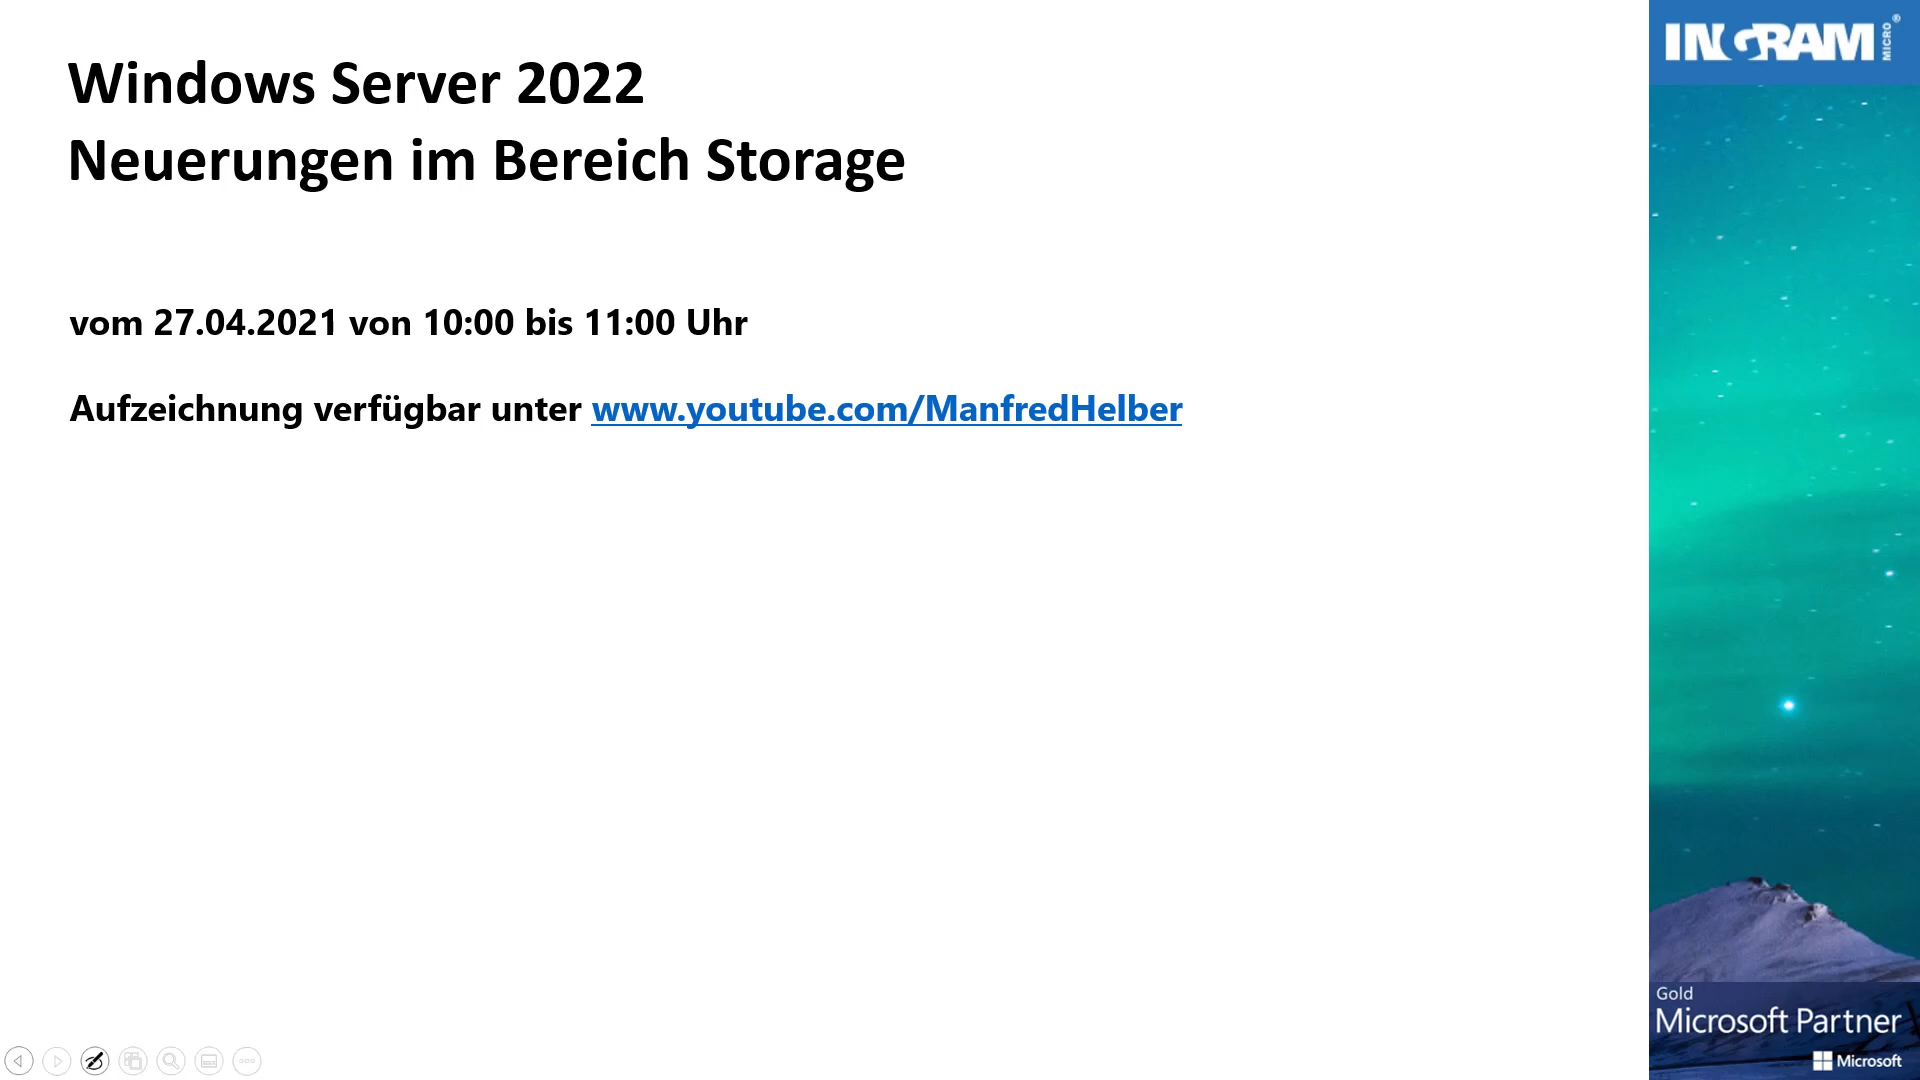 Windows Server 2022
Neuerungen im Bereich Storage
vom 27.04.2021 von 10:00 bis 11:00 Uhr
Aufzeichnung verfügbar unter www.youtube.com/ManfredHelber
INGRAM MICRO®
Gold
Microsoft Partner
Microsoft